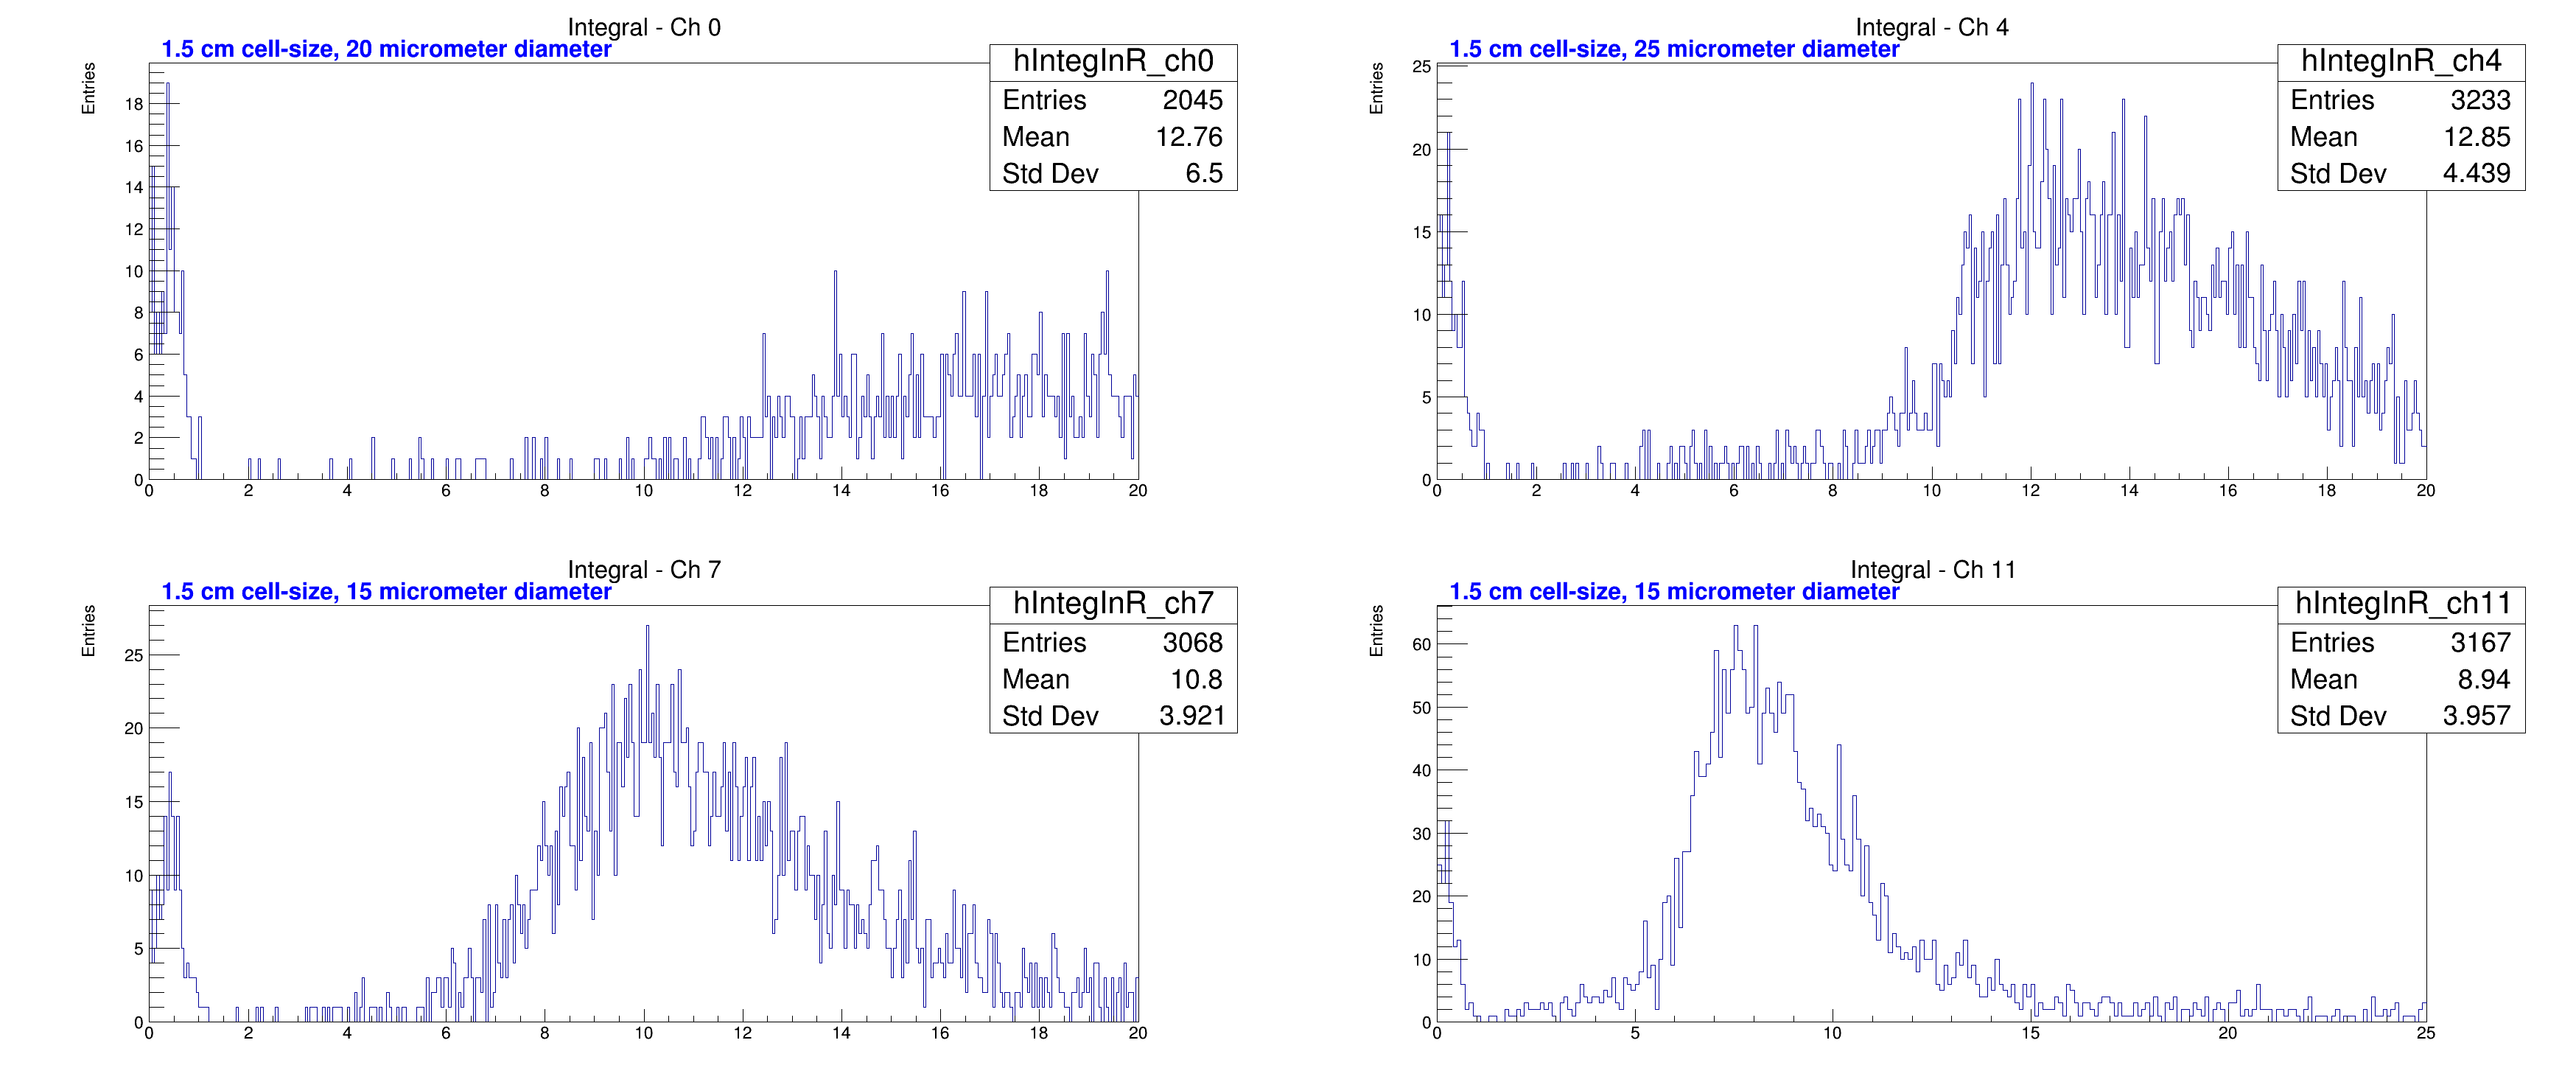 Integral - Ch 0
1.5 cm cell-size, 20 micrometer diameter
Entries
hIntegInR_ch0
Entries 2045
Mean 12.76
Std Dev 6.5
18
16
14
12
10
8
6
4
2
0
0 2 4 6 8 10 12 14 16 18 20
Integral - Ch 4
1.5 cm cell-size, 25 micrometer diameter
Entries
hIntegInR_ch4
Entries 3233
Mean 12.85
Std Dev 4.439
25
20
15
10
5
0
0 2 4 6 8 10 12 14 16 18 20
Integral - Ch 7
1.5 cm cell-size, 15 micrometer diameter
Entries
hIntegInR_ch7
Entries 3068
Mean 10.8
Std Dev 3.921
25
20
15
10
5
0
0 2 4 6 8 10 12 14 16 18 20
Integral - Ch 11
1.5 cm cell-size, 15 micrometer diameter
Entries
hIntegInR_ch11
Entries 3167
Mean 8.94
Std Dev 3.957
60
50
40
30
20
10
0
0 5 10 15 20 25